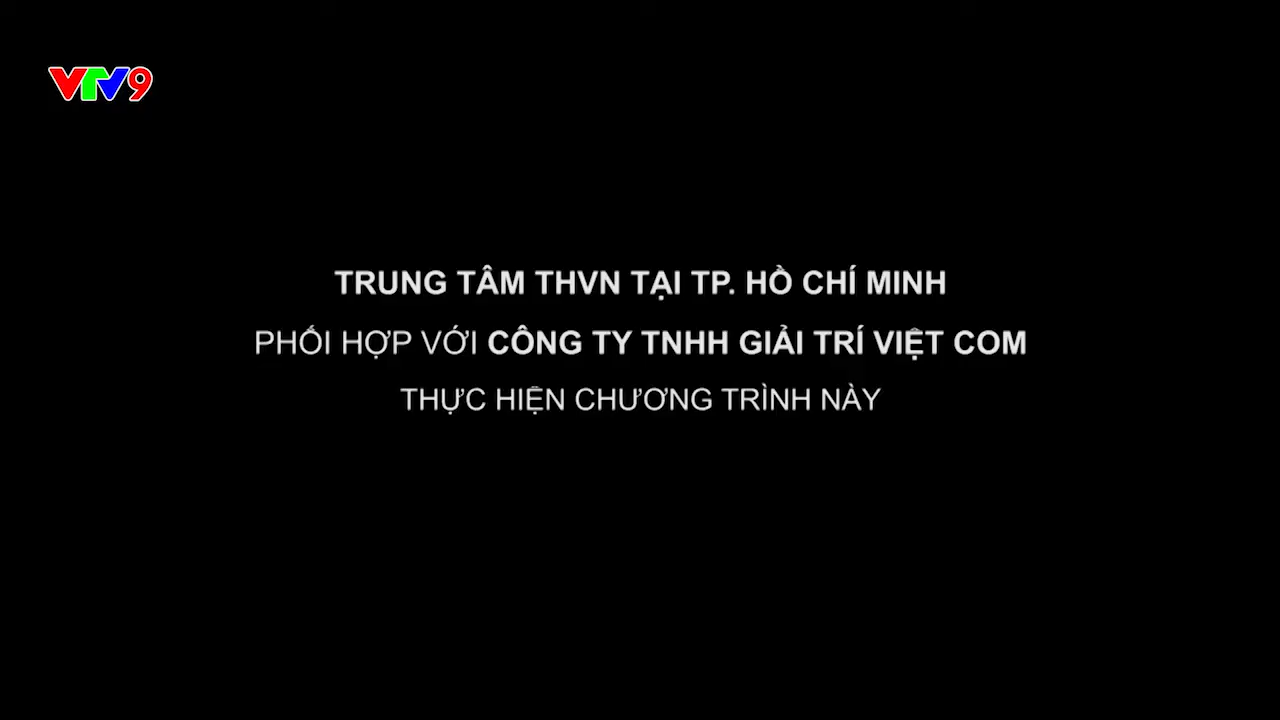 VTV9
TRUNG TÂM THVN TẠI TP. HỒ CHÍ MINH
PHỐI HỢP VỚI CÔNG TY TNHH GIẢI TRÍ VIỆT COM
THỰC HIỆN CHƯƠNG TRÌNH NÀY